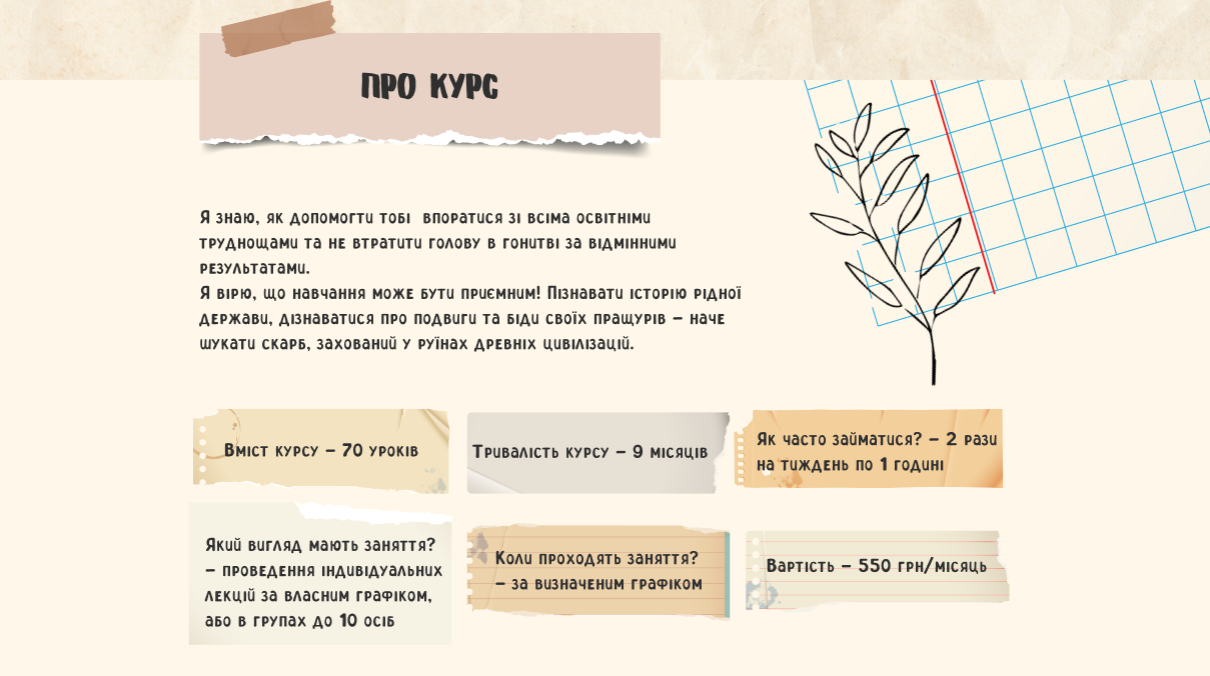 ПРО КУРС
Я знаю, як допомогти тобі впоратися зі всіма освітніми
труднощами та не втратити голову в гонитві за відмінними
результатами.
Я вірю, що навчання може бути приємним! Пізнавати історію рідної
держави, дізнаватися про подвиги та біди своїх пращурів – наче
шукати скарб, захований у руїнах древніх цивілізацій.
Вміст курсу – 70 уроків
Тривалість курсу – 9 місяців
Як часто займатися? – 2 рази
на тиждень по 1 годині
Який вигляд мають заняття?
– проведення індивідуальних
лекцій за власним графіком,
або в групах до 10 осіб
Коли проходять заняття?
– за визначеним графіком
Вартість – 550 грн/місяць